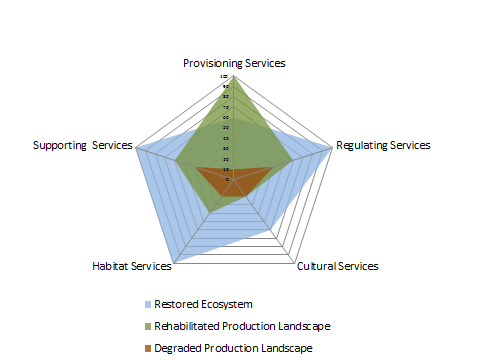 Provisioning Services
100
90
80
70
60
50
40
30
20
10
0
Supporting  Services
Regulating Services
Habitat Services
Cultural Services
Restored Ecosystem
Rehabilitated Production Landscape
Degraded Production Landscape